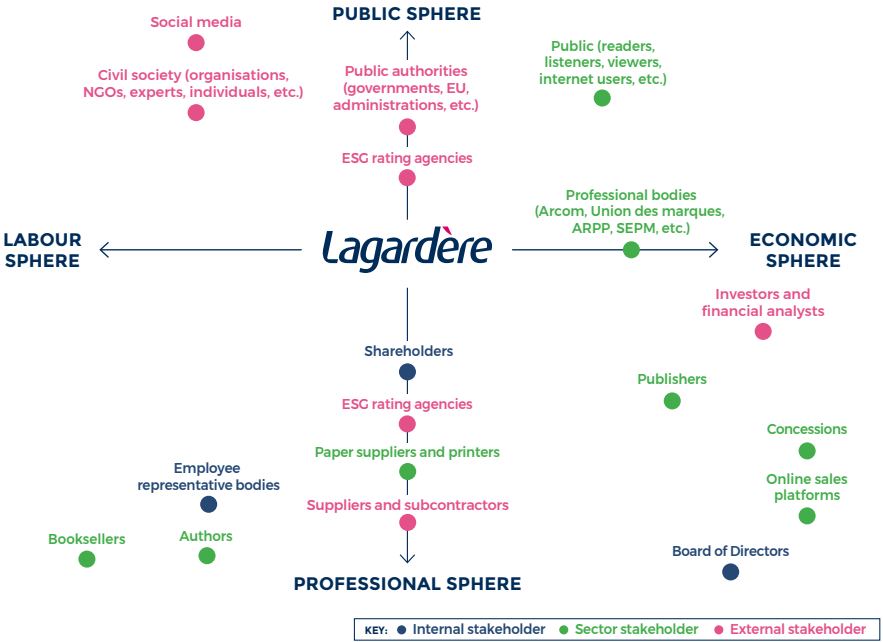 PUBLIC SPHERE
Social media
Civil society (organisations,
NGOs, experts, individuals, etc.)
Public authorities
(governments, EU,
administrations, etc.)
ESG rating agencies
Public (readers,
listeners, viewers,
internet users, etc.)
Professional bodies
(Arcom, Union des marques,
ARPP, SEPM, etc.)
LABOUR
SPHERE
Lagardère
ECONOMIC
SPHERE
Investors and
financial analysts
Shareholders
Publishers
ESG rating agencies
Concessions
Paper suppliers and printers
Employee
representative bodies
Online sales
platforms
Suppliers and subcontractors
Booksellers
Authors
Board of Directors
PROFESSIONAL SPHERE
KEY: Internal stakeholder Sector stakeholder External stakeholder